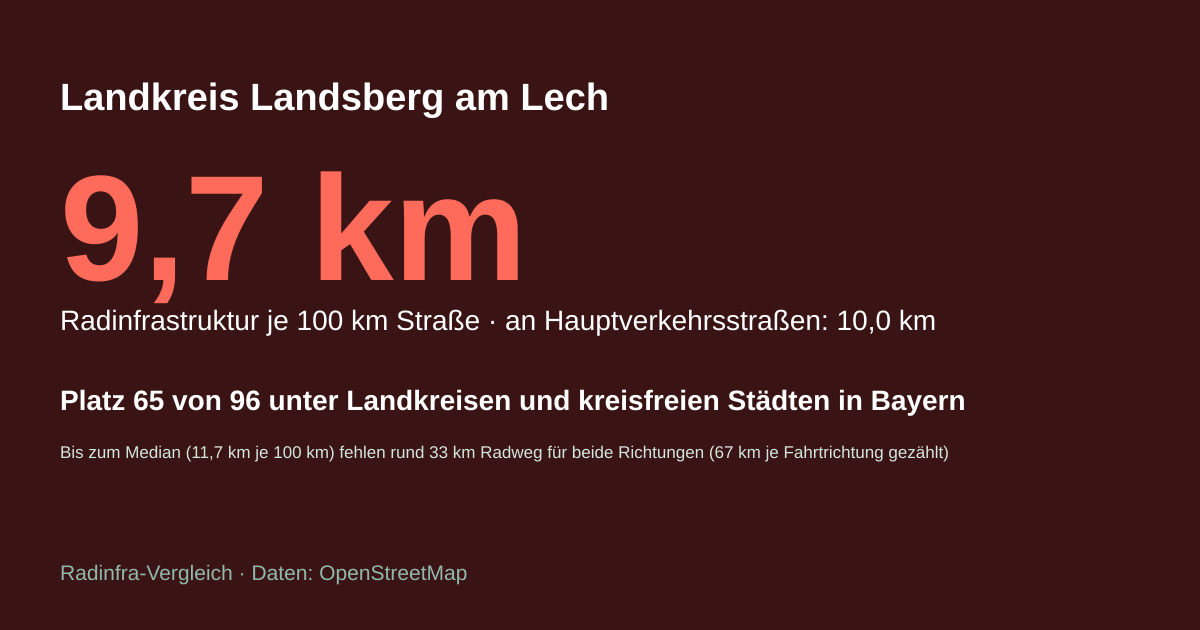 Landkreis Landsberg am Lech
9,7 km
Radinfrastruktur je 100 km Straße · an Hauptverkehrsstraßen: 10,0 km
Platz 65 von 96 unter Landkreisen und kreisfreien Städten in Bayern
Bis zum Median (11,7 km je 100 km) fehlen rund 33 km Radweg für beide Richtungen (67 km je Fahrtrichtung gezählt)
Radinfra-Vergleich · Daten: OpenStreetMap